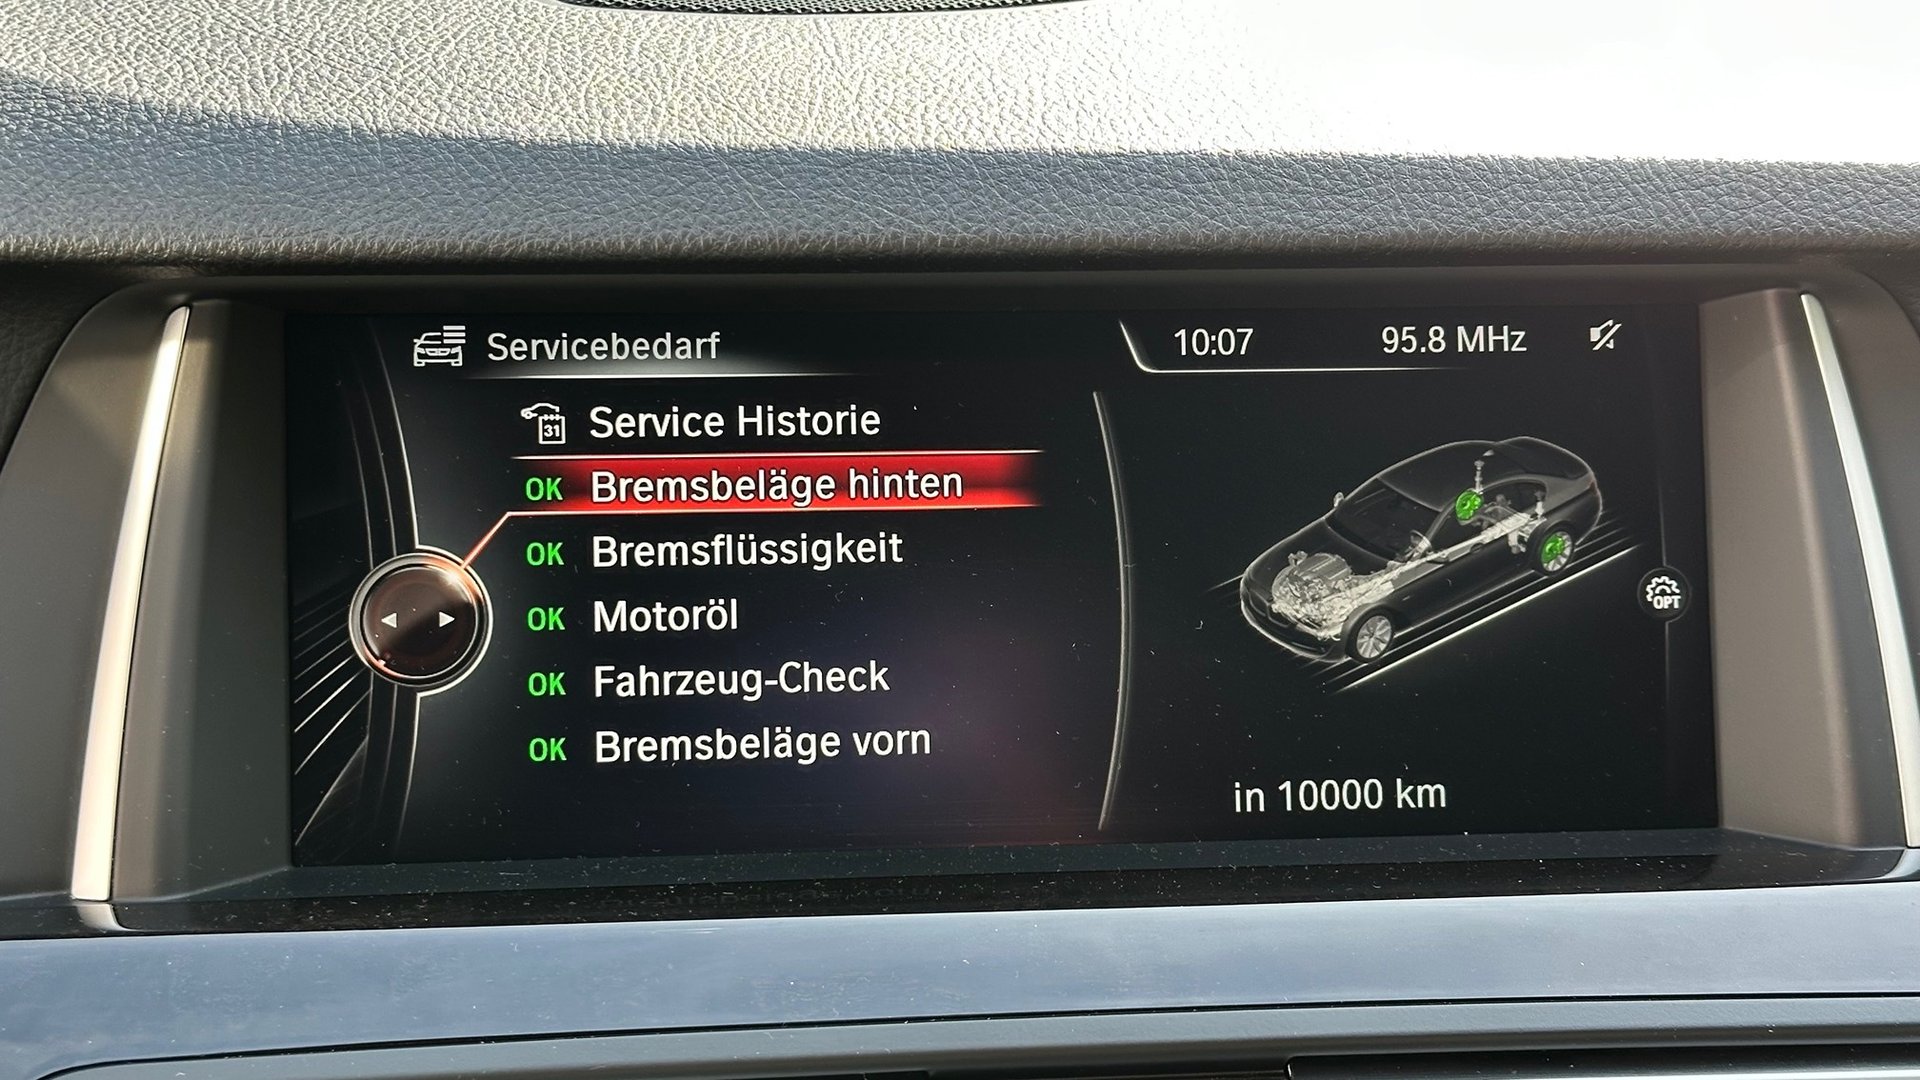 Servicebedarf
10:07
95.8 MHz
31
Service Historie
OK Bremsbeläge hinten
OK Bremsflüssigkeit
OK Motoröl
OK Fahrzeug-Check
OK Bremsbeläge vorn
OPT
in 10000 km